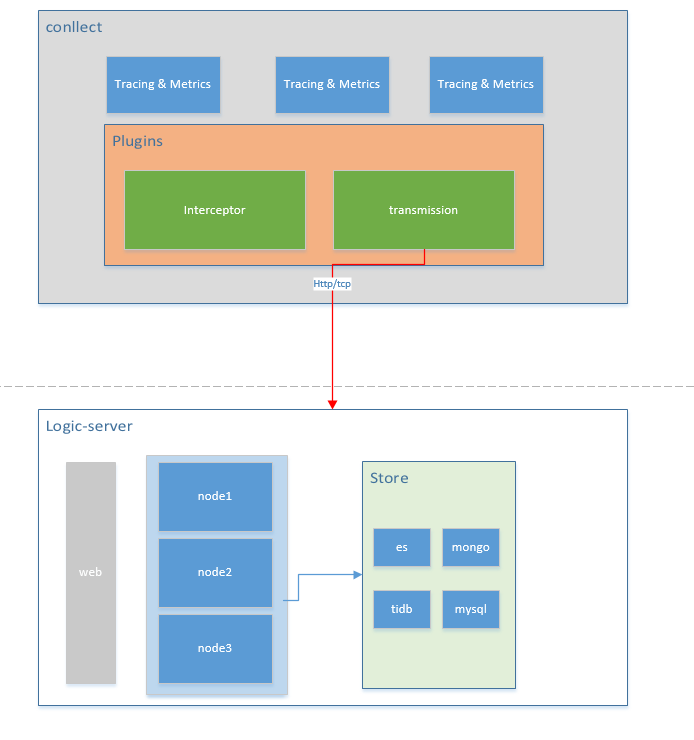 conllect
Tracing & Metrics
Tracing & Metrics
Tracing & Metrics
Plugins
Interceptor
transmission
Http/tcp
Logic-server
web
node1
node2
node3
Store
es
mongo
tidb
mysql